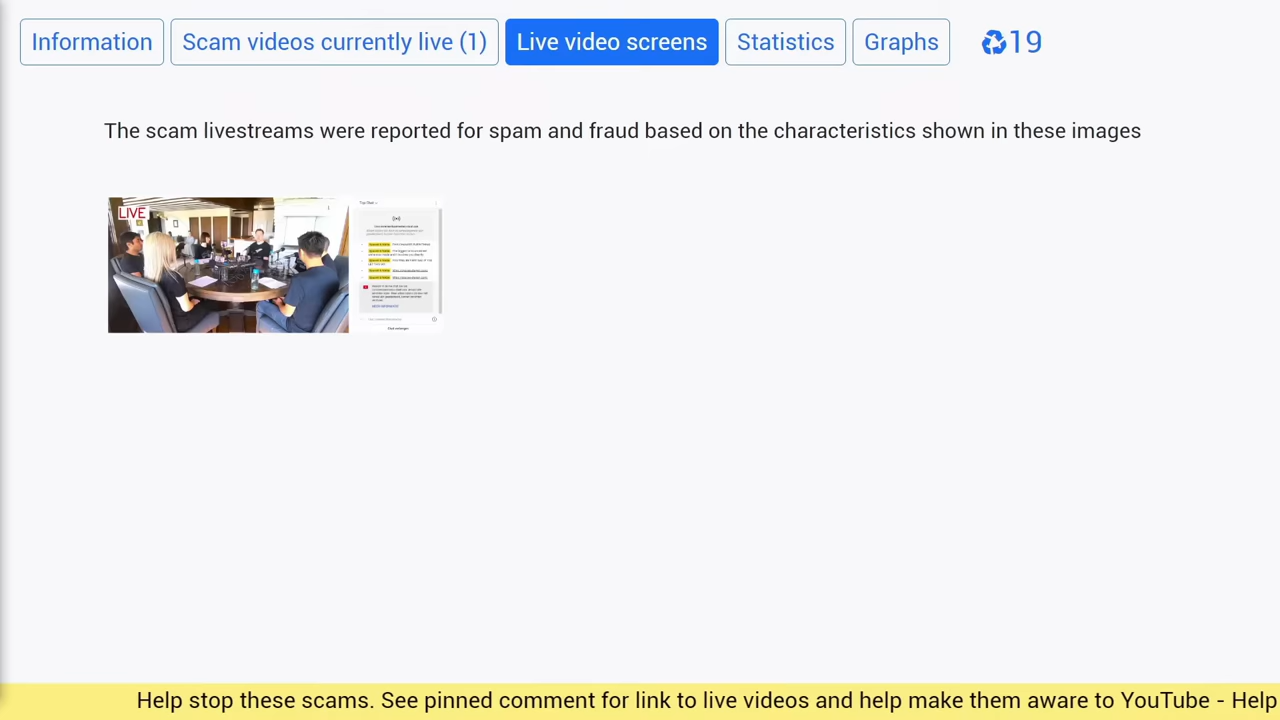 Information
Scam videos currently live (1)
Live video screens
Statistics
Graphs
♻19
The scam livestreams were reported for spam and fraud based on the characteristics shown in these images
LIVE
Help stop these scams. See pinned comment for link to live videos and help make them aware to YouTube - Help